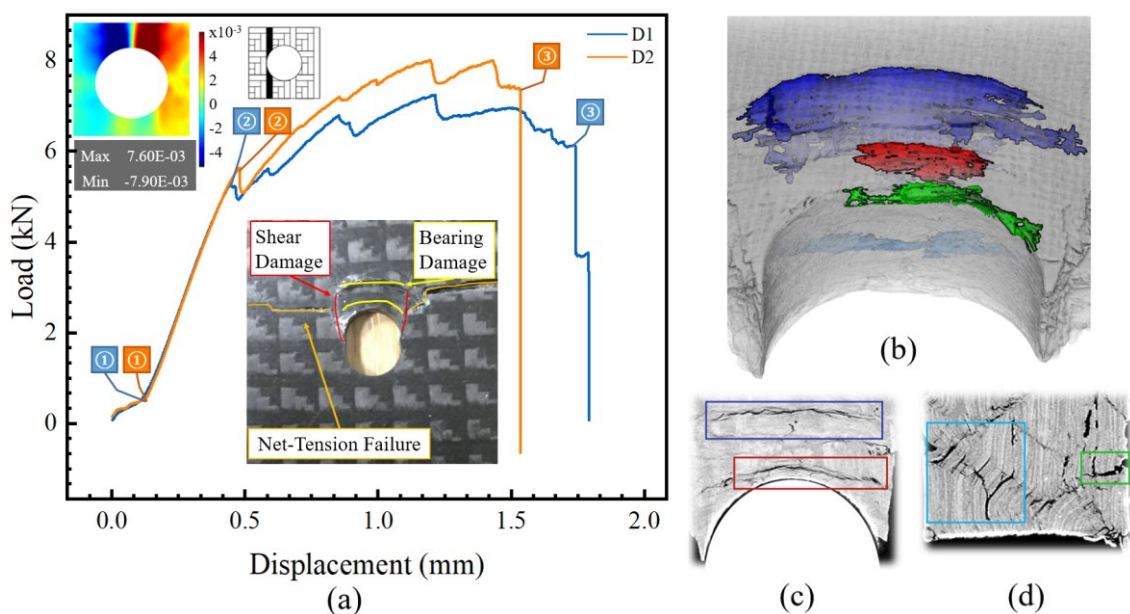 ×10⁻³
4
2
0
-2
-4
Max 7.60E-03
Min -7.90E-03
D1
D2
③
②
②
③
①
①
Shear
Damage
Bearing
Damage
Net-Tension Failure
8
6
4
2
0
Load (kN)
0.0
0.5
1.0
1.5
2.0
Displacement (mm)
(a)
(b)
(c)
(d)